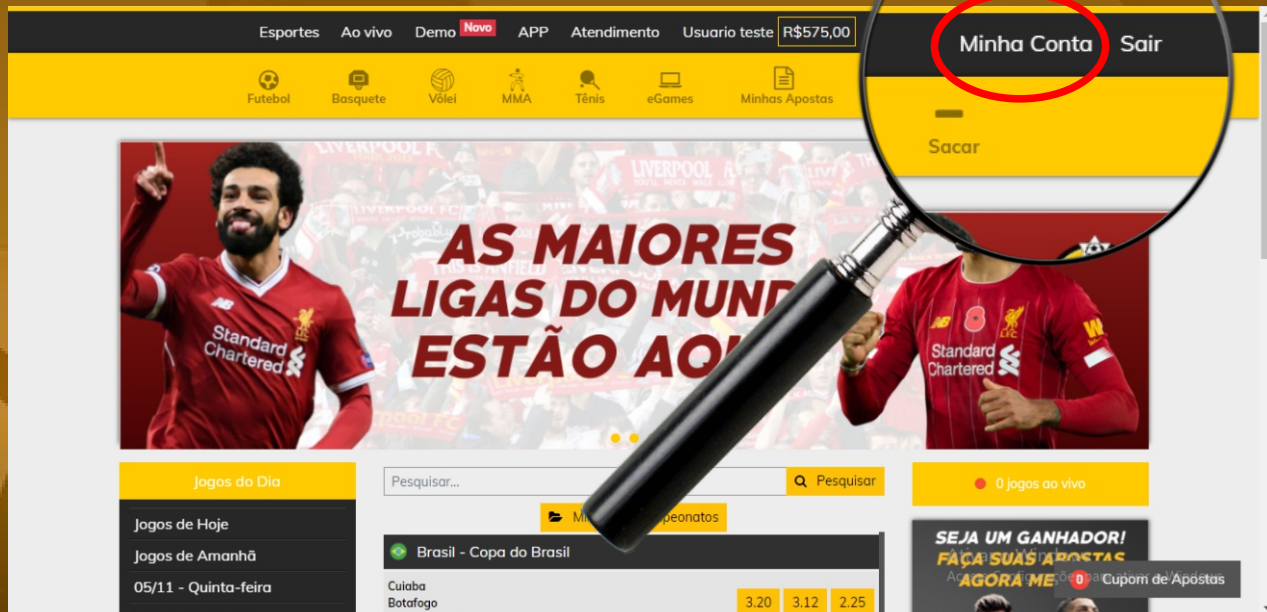 Esportes Ao vivo Demo Novo APP Atendimento Usuario teste R$575,00 Minha Conta Sair
Futebol Basquete Vôlei MMA Tênis eGames Minhas Apostas Sacar
LIVERPOOL
AS MAIORES
LIGAS DO MUND
ESTÃO AQU
Standard
Chartered
Standard
Chartered
Jogos do Dia
Pesquisar... Pesquisar
0 jogos ao vivo
Jogos de Hoje
Jogos de Amanhã
05/11 - Quinta-feira
Brasil - Copa do Brasil
Cuiaba
Botafogo
3.20 3.12 2.25
SEJA UM GANHADOR!
FAÇA SUAS APOSTAS
AGORA ME
0 Cupom de Apostas